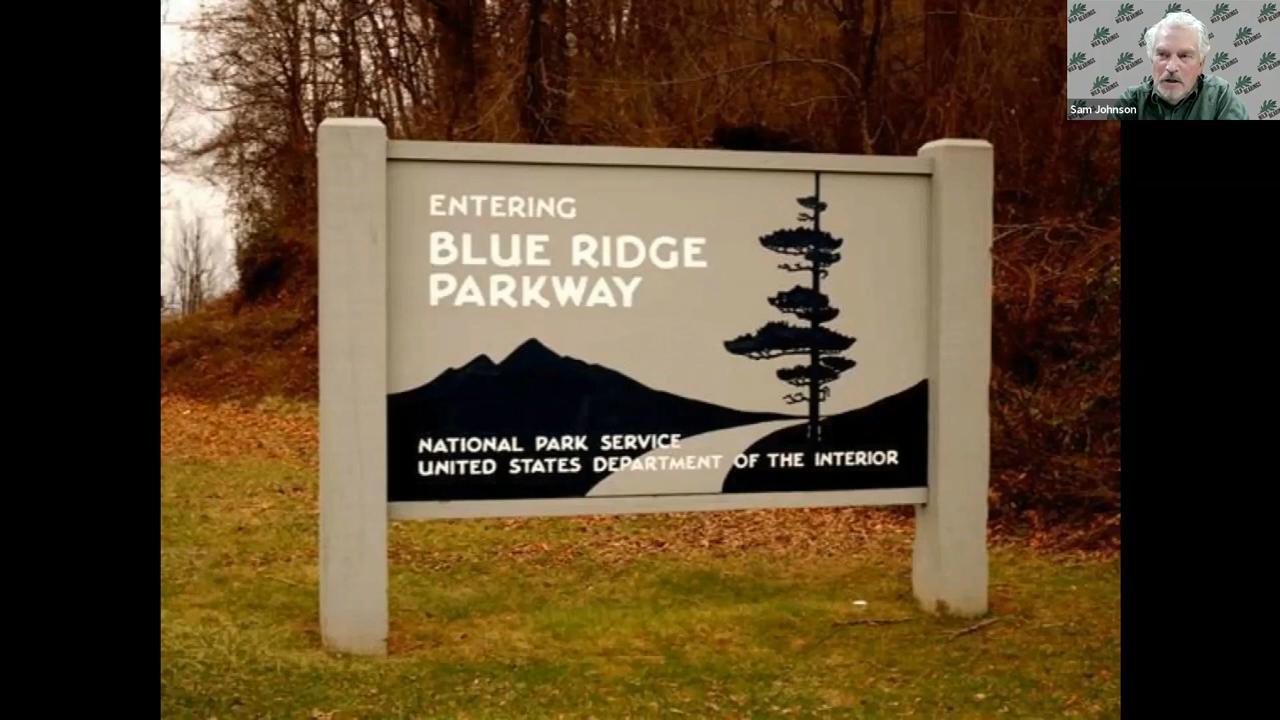 ENTERING
BLUE RIDGE
PARKWAY
NATIONAL PARK SERVICE
UNITED STATES DEPARTMENT OF THE INTERIOR
Sam Johnson